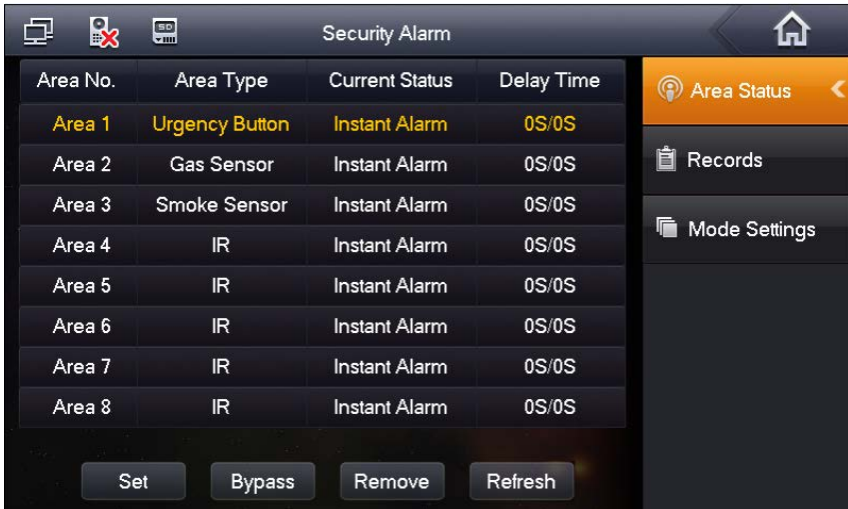 SD
Security Alarm
Area No. Area Type Current Status Delay Time
Area 1 Urgency Button Instant Alarm 0S/0S
Area 2 Gas Sensor Instant Alarm 0S/0S
Area 3 Smoke Sensor Instant Alarm 0S/0S
Area 4 IR Instant Alarm 0S/0S
Area 5 IR Instant Alarm 0S/0S
Area 6 IR Instant Alarm 0S/0S
Area 7 IR Instant Alarm 0S/0S
Area 8 IR Instant Alarm 0S/0S
Set Bypass Remove Refresh
Area Status
Records
Mode Settings